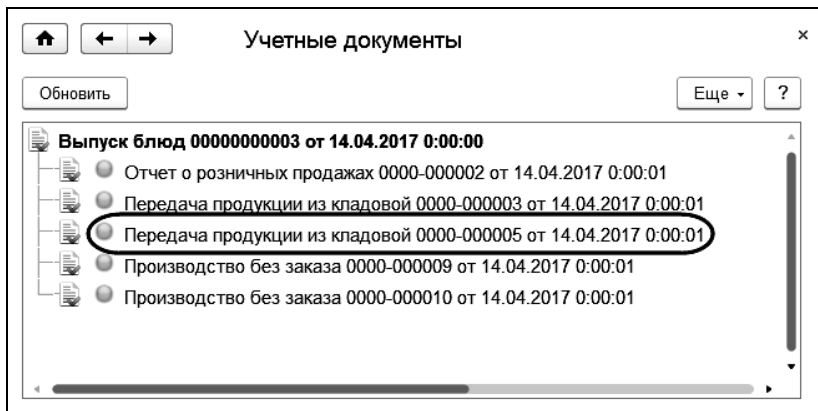 Учетные документы
Обновить
Еще
?
Выпуск блюд 00000000003 от 14.04.2017 0:00:00
Отчет о розничных продажах 0000-000002 от 14.04.2017 0:00:01
Передача продукции из кладовой 0000-000003 от 14.04.2017 0:00:01
Передача продукции из кладовой 0000-000005 от 14.04.2017 0:00:01
Производство без заказа 0000-000009 от 14.04.2017 0:00:01
Производство без заказа 0000-000010 от 14.04.2017 0:00:01